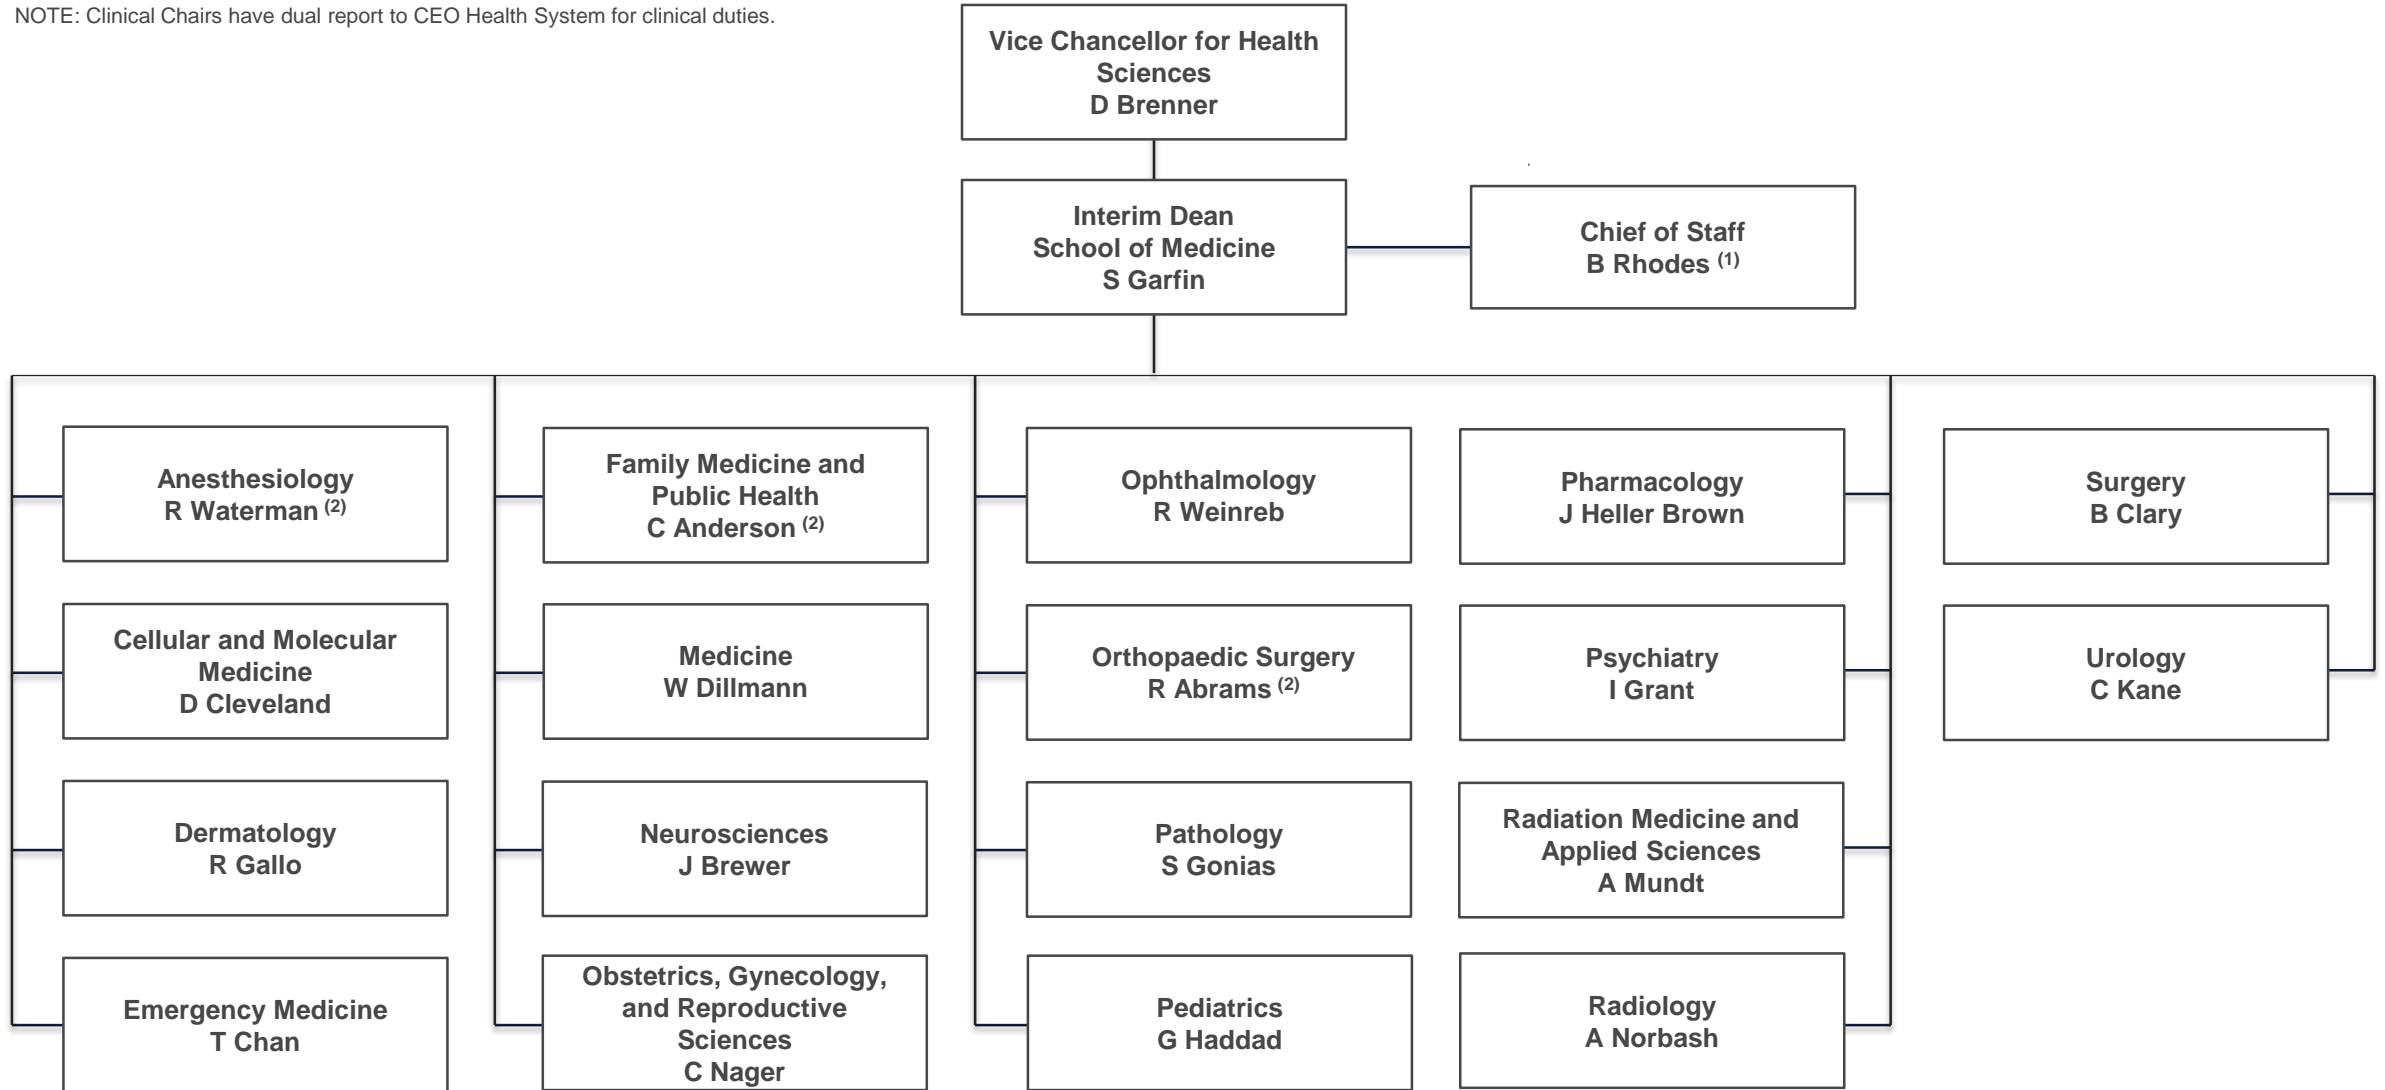 NOTE: Clinical Chairs have dual report to CEO Health System for clinical duties.
Vice Chancellor for Health
Sciences
D Brenner
Interim Dean
School of Medicine
S Garfin
Chief of Staff
B Rhodes (1)
Anesthesiology
R Waterman (2)
Cellular and Molecular
Medicine
D Cleveland
Dermatology
R Gallo
Emergency Medicine
T Chan
Family Medicine and
Public Health
C Anderson (2)
Medicine
W Dillmann
Neurosciences
J Brewer
Obstetrics, Gynecology,
and Reproductive
Sciences
C Nager
Ophthalmology
R Weinreb
Orthopaedic Surgery
R Abrams (2)
Pathology
S Gonias
Pediatrics
G Haddad
Pharmacology
J Heller Brown
Psychiatry
I Grant
Radiation Medicine and
Applied Sciences
A Mundt
Radiology
A Norbash
Surgery
B Clary
Urology
C Kane